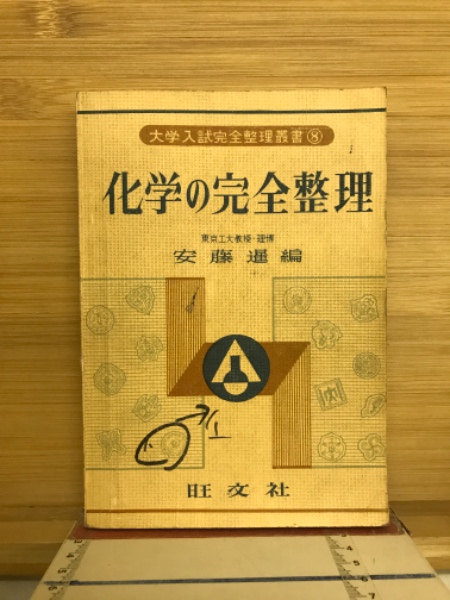 大学入試完全整理叢書⑧
化学の完全整理
東京工大教授・理博
安藤暹編
旺文社